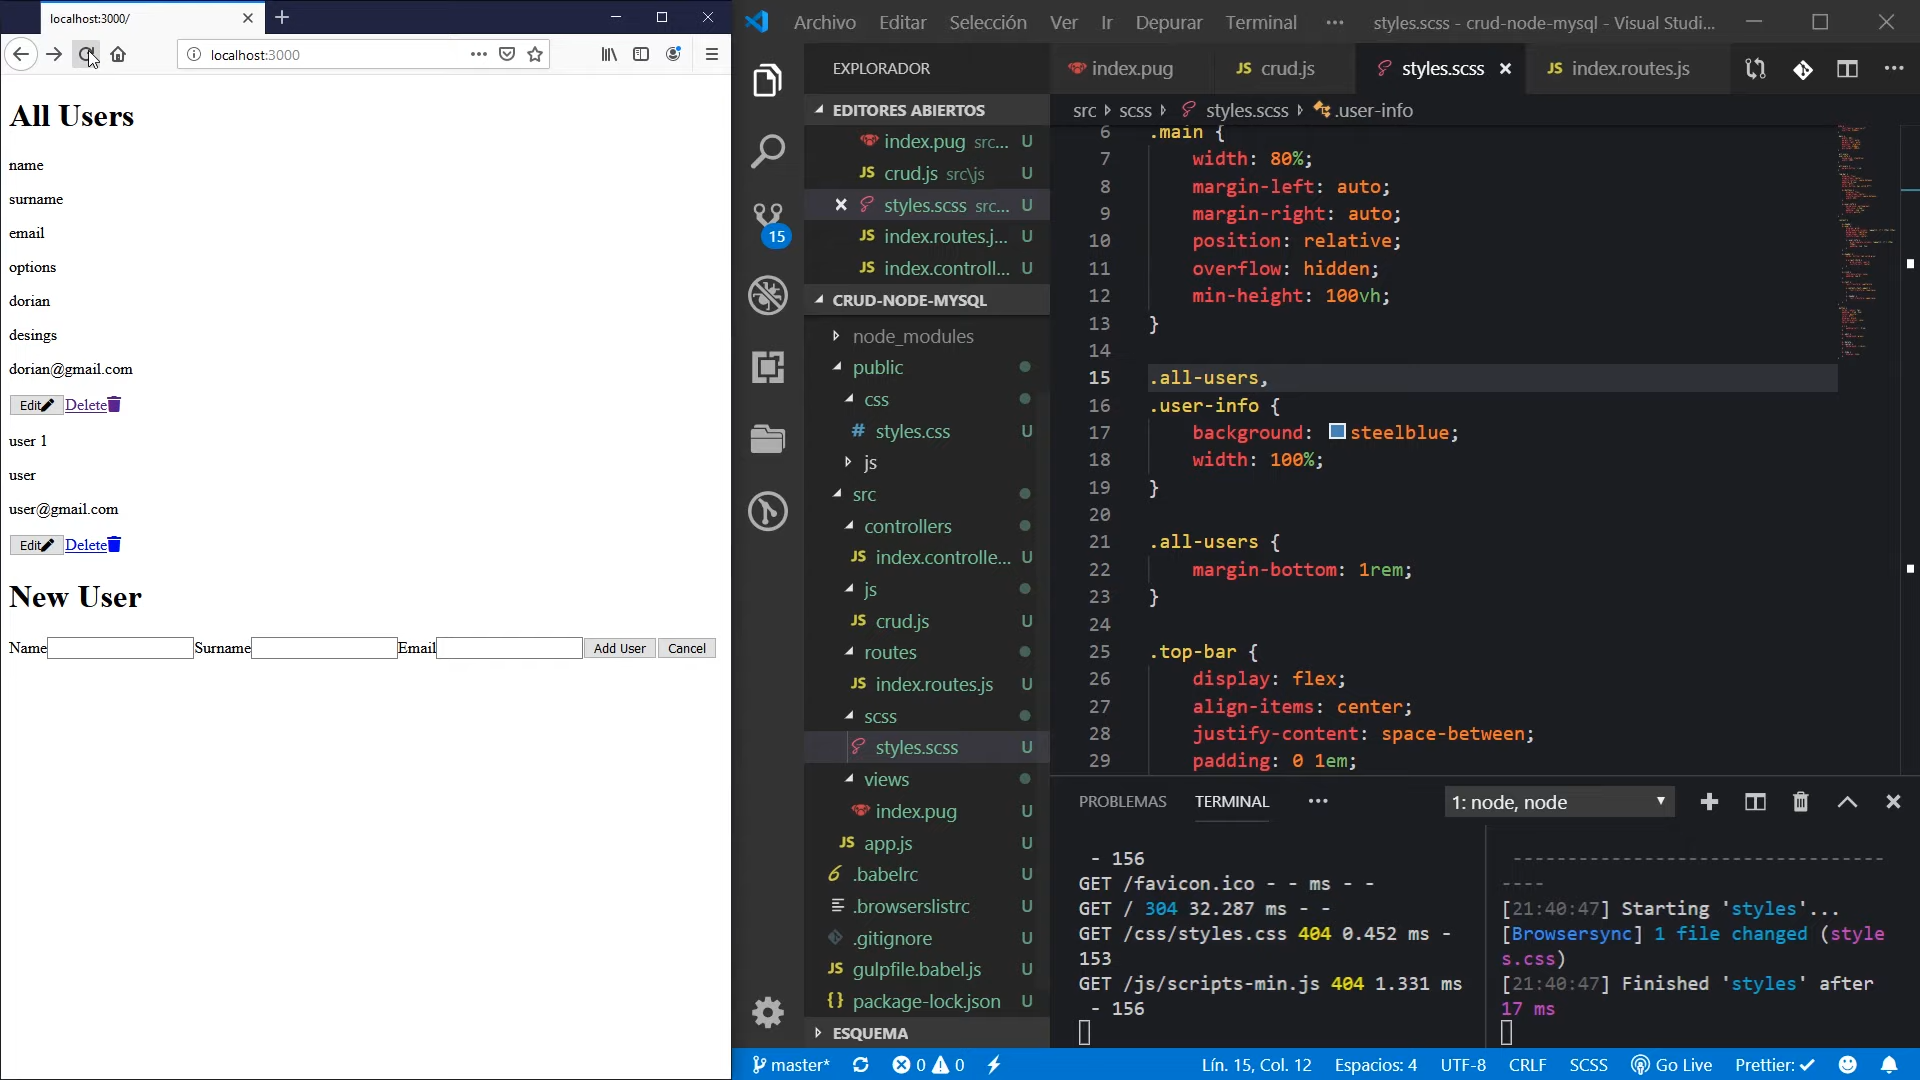 localhost:3000/
localhost:3000
All Users
name
surname
email
options
dorian
desings
dorian@gmail.com
Edit Delete
user 1
user
user@gmail.com
Edit Delete
New User
Name Surname Email Add User Cancel
Archivo Editar Selección Ver Ir Depurar Terminal ··· styles.scss - crud-node-mysql - Visual Studi...
EXPLORADOR
EDITORES ABIERTOS
index.pug src... U
JS crud.js src\js U
styles.scss src... U
JS index.routes.j... U
JS index.controll... U
15
CRUD-NODE-MYSQL
node_modules
public
css
# styles.css U
js
src
controllers
JS index.controlle... U
js
JS crud.js U
routes
JS index.routes.js U
scss
styles.scss U
views
index.pug U
JS app.js U
6 .babelrc U
.browserslistrc U
.gitignore U
JS gulpfile.babel.js U
{} package-lock.json U
ESQUEMA
index.pug JS crud.js styles.scss JS index.routes.js
src scss styles.scss .user-info
6 .main {
7 width: 80%;
8 margin-left: auto;
9 margin-right: auto;
10 position: relative;
11 overflow: hidden;
12 min-height: 100vh;
13 }
14
15 .all-users,
16 .user-info {
17 background: steelblue;
18 width: 100%;
19 }
20
21 .all-users {
22 margin-bottom: 1rem;
23 }
24
25 .top-bar {
26 display: flex;
27 align-items: center;
28 justify-content: space-between;
29 padding: 0 1em;
PROBLEMAS TERMINAL ··· 1: node, node
- 156
GET /favicon.ico - - ms - -
GET / 304 32.287 ms - -
GET /css/styles.css 404 0.452 ms -
153
GET /js/scripts-min.js 404 1.331 ms
- 156
----------------------------------
----
[21:40:47] Starting 'styles'...
[Browsersync] 1 file changed (style
s.css)
[21:40:47] Finished 'styles' after
17 ms
master* 0 0 Lín. 15, Col. 12 Espacios: 4 UTF-8 CRLF SCSS Go Live Prettier: ✓